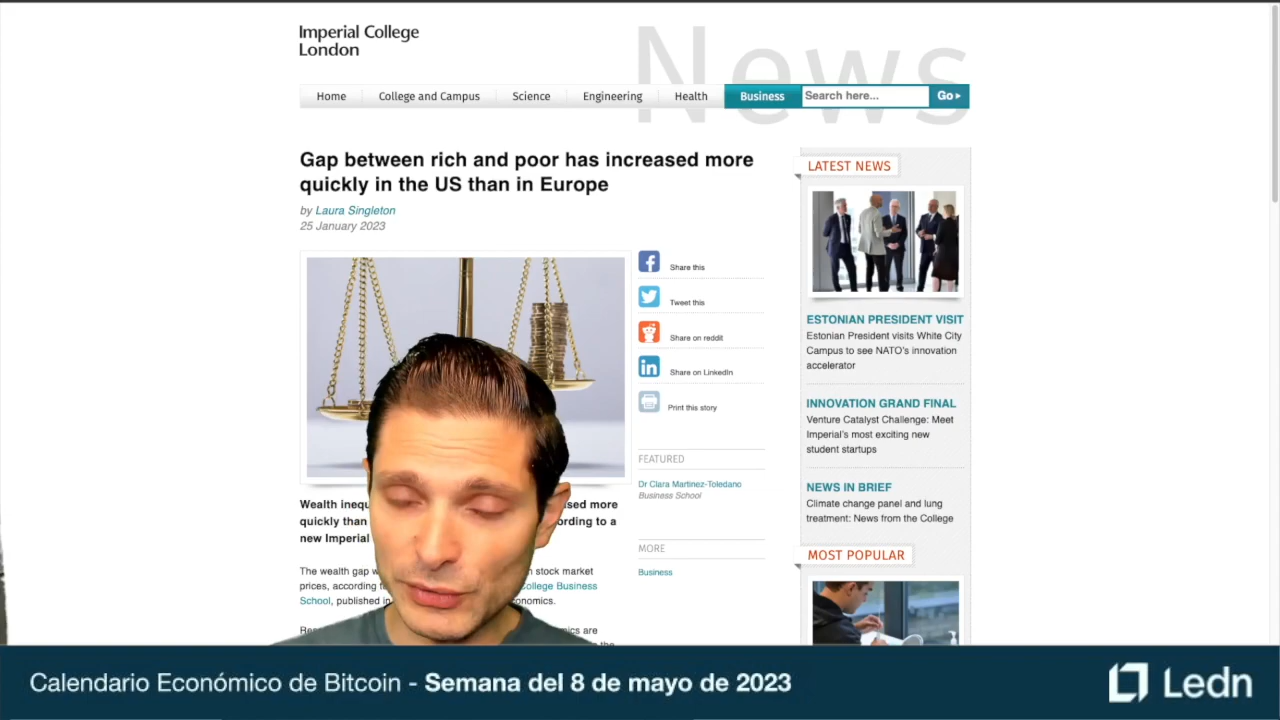 Imperial College
London
News
Home College and Campus Science Engineering Health Business Search here... Go
Gap between rich and poor has increased more
quickly in the US than in Europe
by Laura Singleton
25 January 2023
Share this
Tweet this
Share on reddit
Share on LinkedIn
Print this story
FEATURED
Dr Clara Martinez-Toledano
Business School
MORE
Business
Wealth more
quickly than to a
new Imperial
The wealth gap stock market
prices, according College Business
School, published in
are
the
LATEST NEWS
ESTONIAN PRESIDENT VISIT
Estonian President visits White City
Campus to see NATO's innovation
accelerator
INNOVATION GRAND FINAL
Venture Catalyst Challenge: Meet
Imperial's most exciting new
student startups
NEWS IN BRIEF
Climate change panel and lung
treatment: News from the College
MOST POPULAR
Calendario Económico de Bitcoin - Semana del 8 de mayo de 2023
Ledn